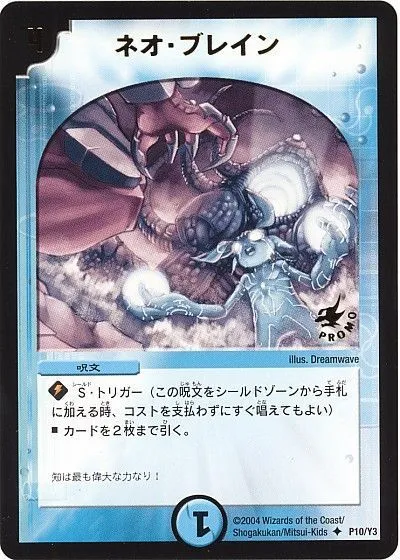 4
ネオ・ブレイン
PROMO
illus. Dreamwave
呪文
S・トリガー（この呪文をシールドゾーンから手札
に加える時、コストを支払わずにすぐ唱えてもよい）
■ カードを２枚まで引く。
知は最も偉大な力なり！
1
©2004 Wizards of the Coast/
Shogakukan/Mitsui-Kids
P10/Y3